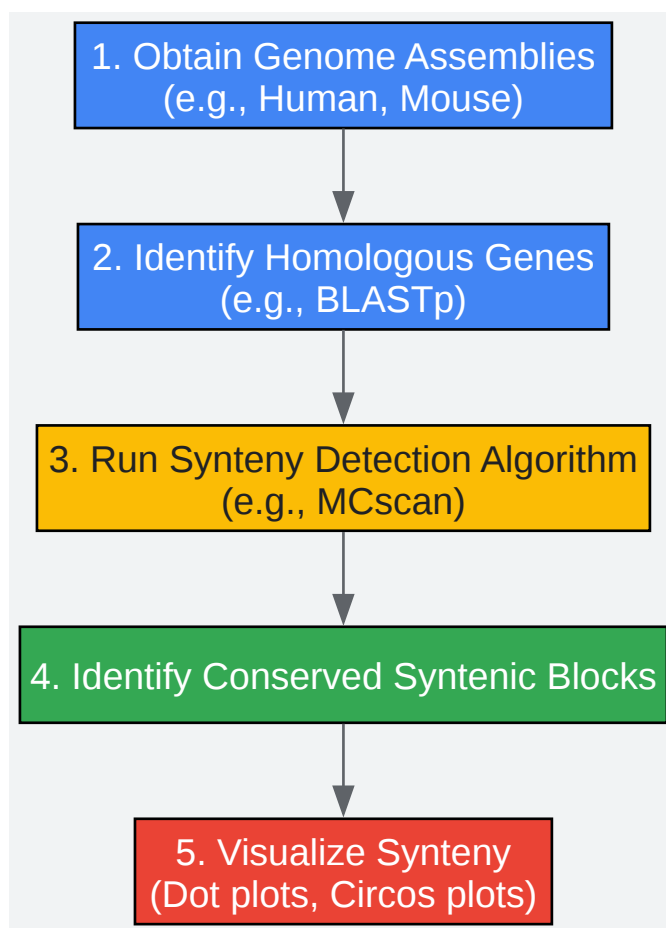 1. Obtain Genome Assemblies
(e.g., Human, Mouse)
2. Identify Homologous Genes
(e.g., BLASTp)
3. Run Synteny Detection Algorithm
(e.g., MCscan)
4. Identify Conserved Syntenic Blocks
5. Visualize Synteny
(Dot plots, Circos plots)